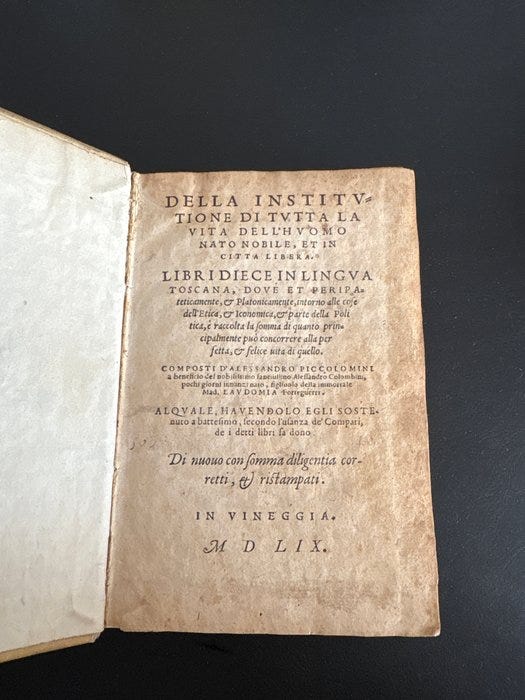 DELLA INSTITV-
TIONE DI TVTTA LA
VITA DELL'HVOMO
NATO NOBILE, ET IN
CITTA LIBERA.
LIBRI DIECE IN LINGVA
TOSCANA, DOVE ET PERIPA-
teticamente, & Platonicamente, intorno alle cose
dell'Etica, & Iconomica, & parte della Poli
tica, è raccolta la somma di quanto prin-
cipalmente può concorrere alla per
fetta, & felice uita di quello.
COMPOSTI D'ALESSANDRO PICCOLOMINI
a beneficio del nobilissimo fanciullino Alessandro Colombini,
pochi giorni innanzi nato, figliuolo della immortale
Mad. LAVDOMIA Forteguerri.
ALQVALE, HAVENDOLO EGLI SOSTE-
nuto a battesimo, secondo l'usanza de' Compari,
de i detti libri fa dono
Di nuouo con somma diligentia cor-
retti, & ristampati.
IN VINEGGIA.
M D LIX.